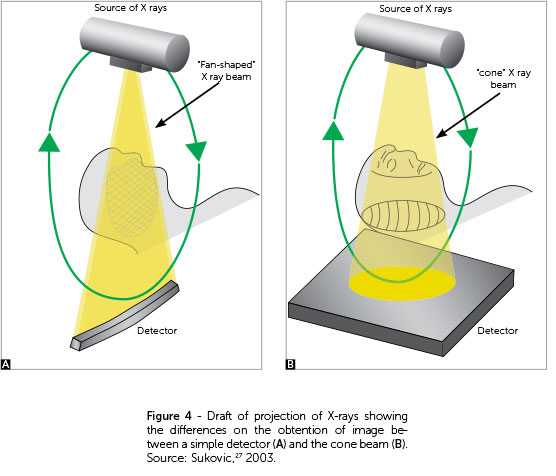 Source of X rays
"Fan-shaped"
X ray beam
Detector
A
Source of X rays
"cone" X ray
beam
Detector
B
Figure 4 - Draft of projection of X-rays showing
the differences on the obtention of image be-
tween a simple detector (A) and the cone beam (B).
Source: Sukovic,27 2003.